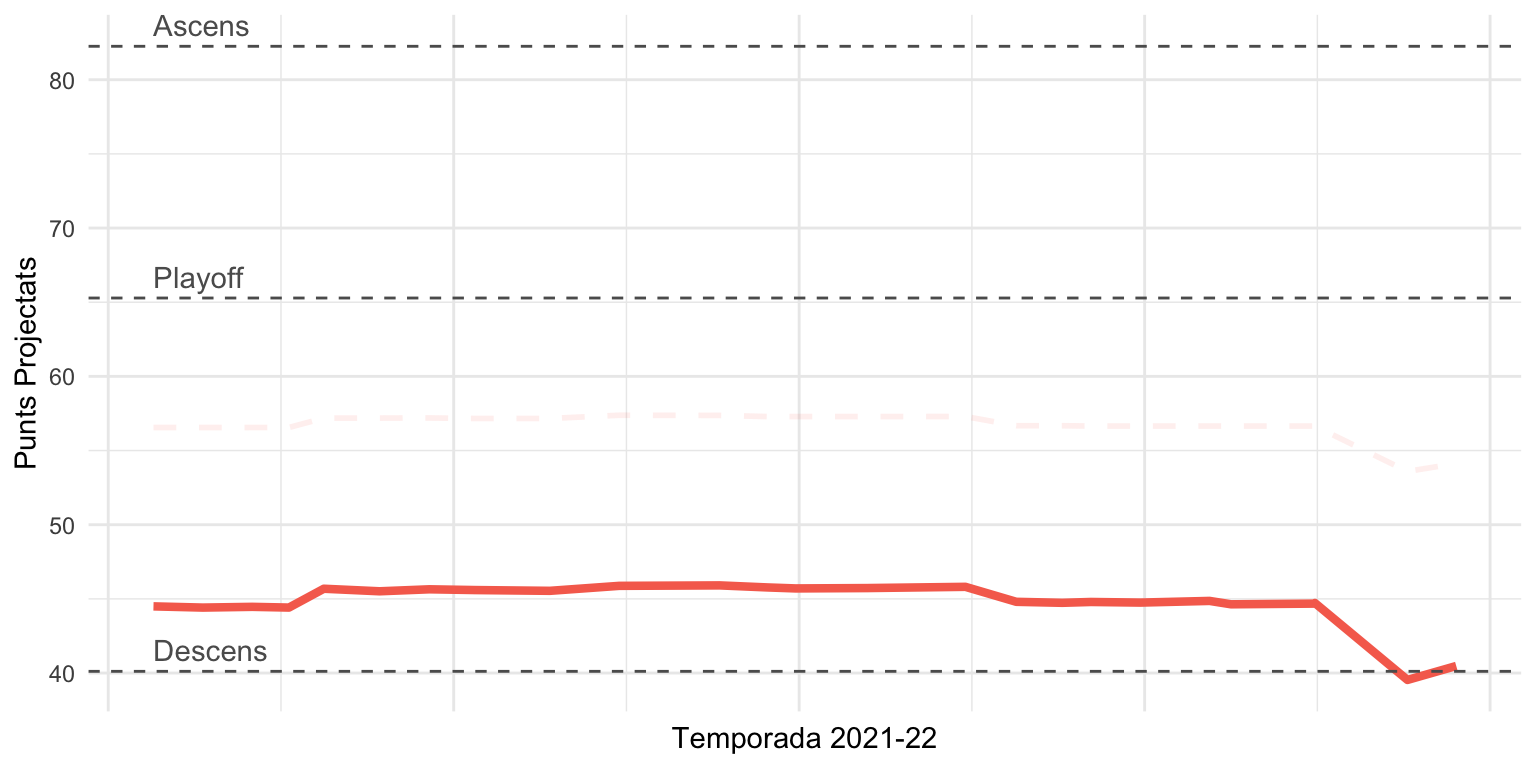 Ascens
80
70
Playoff
60
50
Descens
40
Punts Projectats
Temporada 2021-22